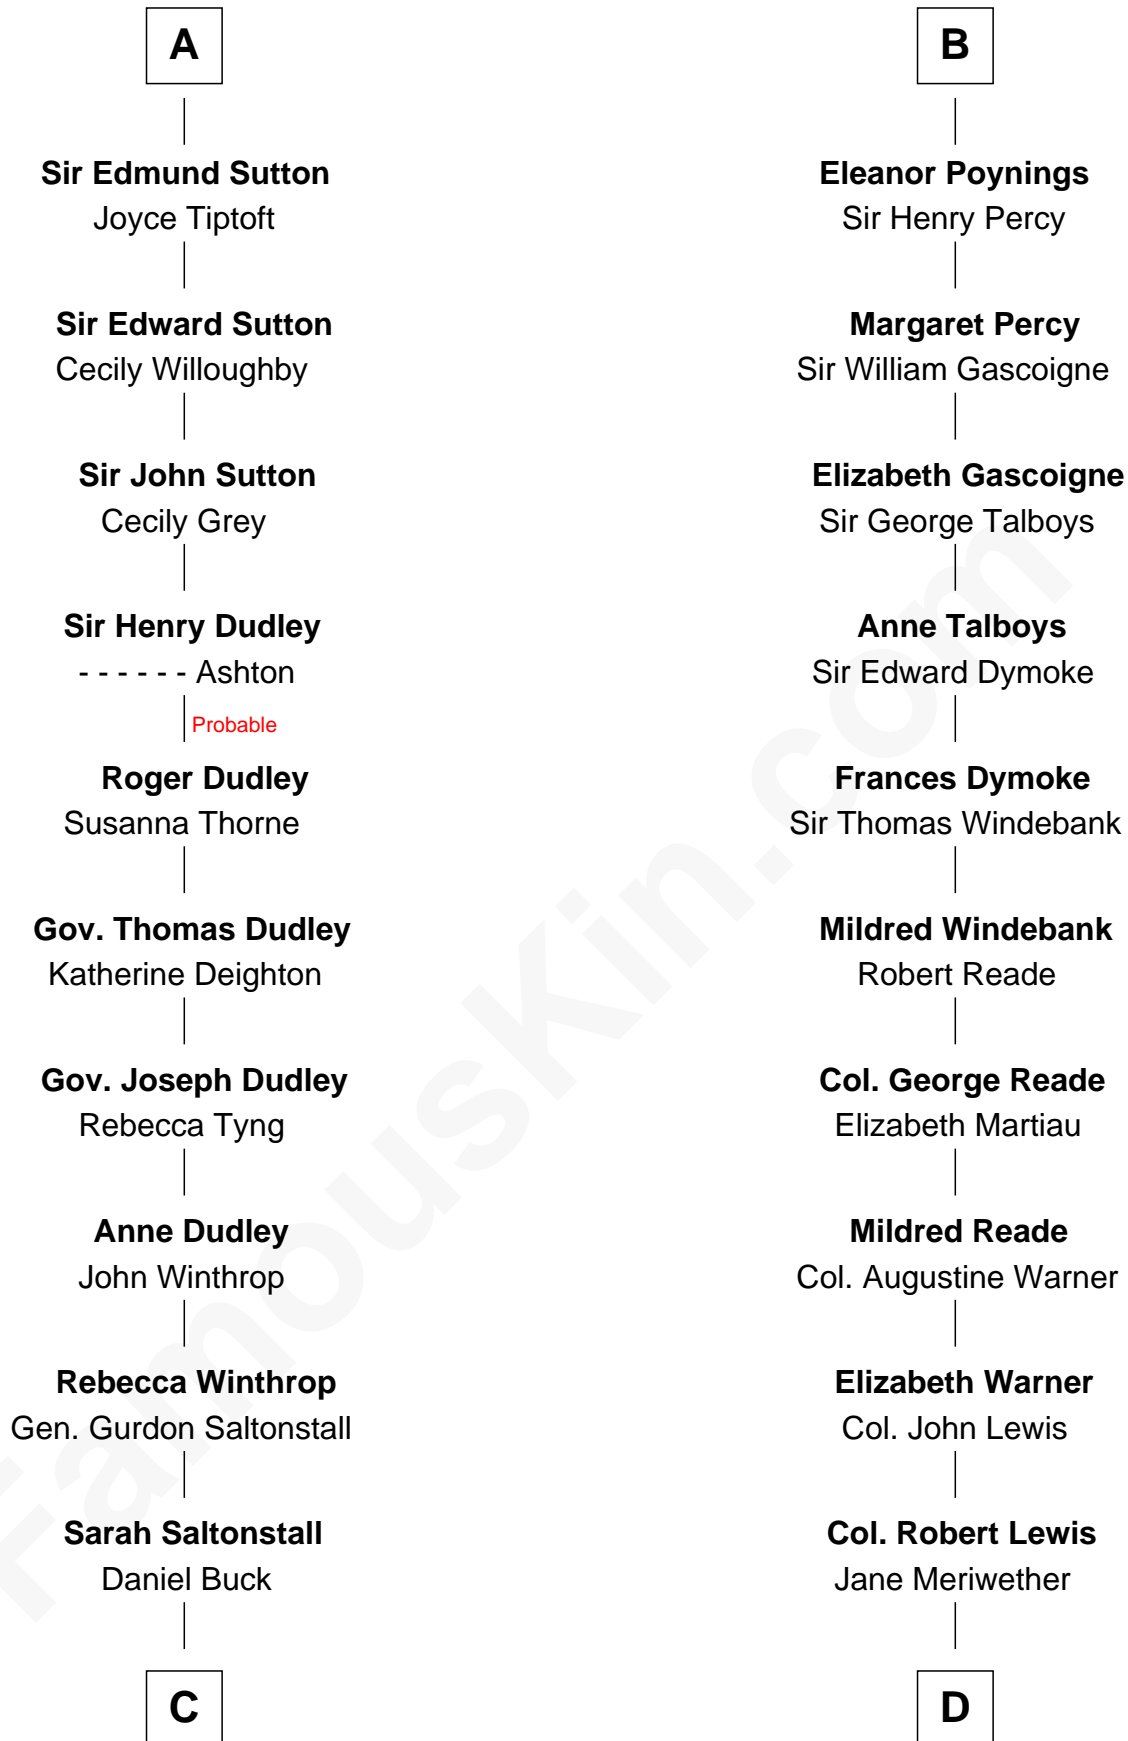 A
Sir Edmund Sutton
Joyce Tiptoft
Sir Edward Sutton
Cecily Willoughby
Sir John Sutton
Cecily Grey
Sir Henry Dudley
- - - - - - Ashton
Probable
Roger Dudley
Susanna Thorne
Gov. Thomas Dudley
Katherine Deighton
Gov. Joseph Dudley
Rebecca Tyng
Anne Dudley
John Winthrop
Rebecca Winthrop
Gen. Gurdon Saltonstall
Sarah Saltonstall
Daniel Buck
C
B
Eleanor Poynings
Sir Henry Percy
Margaret Percy
Sir William Gascoigne
Elizabeth Gascoigne
Sir George Talboys
Anne Talboys
Sir Edward Dymoke
Frances Dymoke
Sir Thomas Windebank
Mildred Windebank
Robert Reade
Col. George Reade
Elizabeth Martiau
Mildred Reade
Col. Augustine Warner
Elizabeth Warner
Col. John Lewis
Col. Robert Lewis
Jane Meriwether
D
FamousKin.com